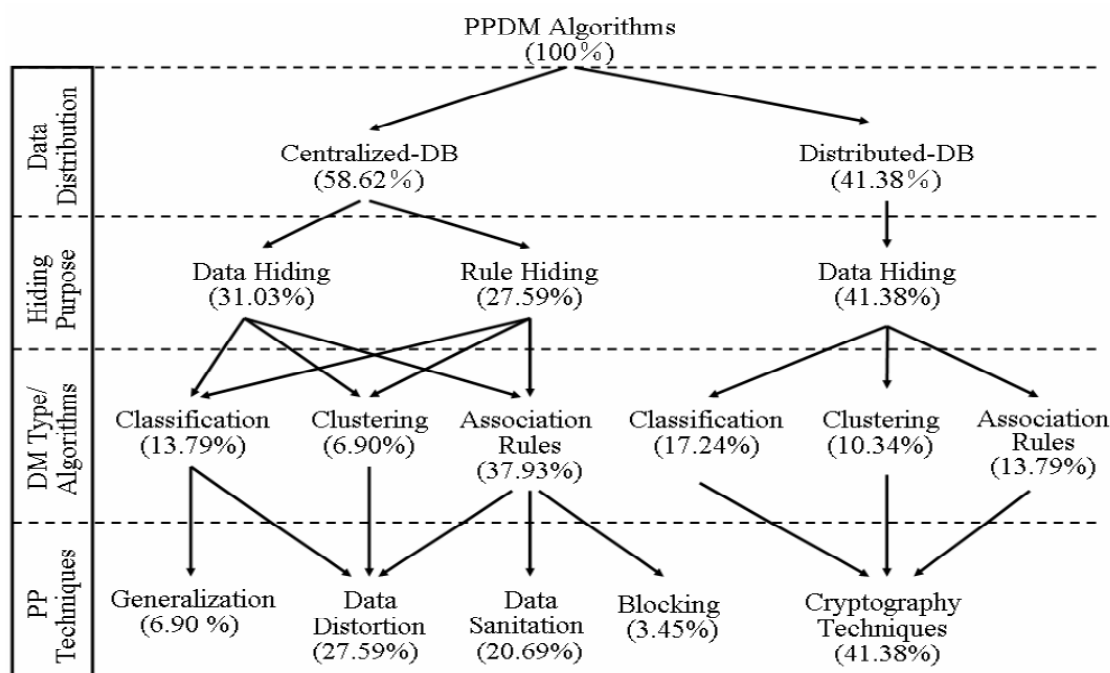 PPDM Algorithms
(100%)
Data
Distribution
Centralized-DB
(58.62%)
Distributed-DB
(41.38%)
Hiding
Purpose
Data Hiding
(31.03%)
Rule Hiding
(27.59%)
Data Hiding
(41.38%)
DM Type/
Algorithms
Classification
(13.79%)
Clustering
(6.90%)
Association
Rules
(37.93%)
Classification
(17.24%)
Clustering
(10.34%)
Association
Rules
(13.79%)
PP
Techniques
Generalization
(6.90 %)
Data
Distortion
(27.59%)
Data
Sanitation
(20.69%)
Blocking
(3.45%)
Cryptography
Techniques
(41.38%)